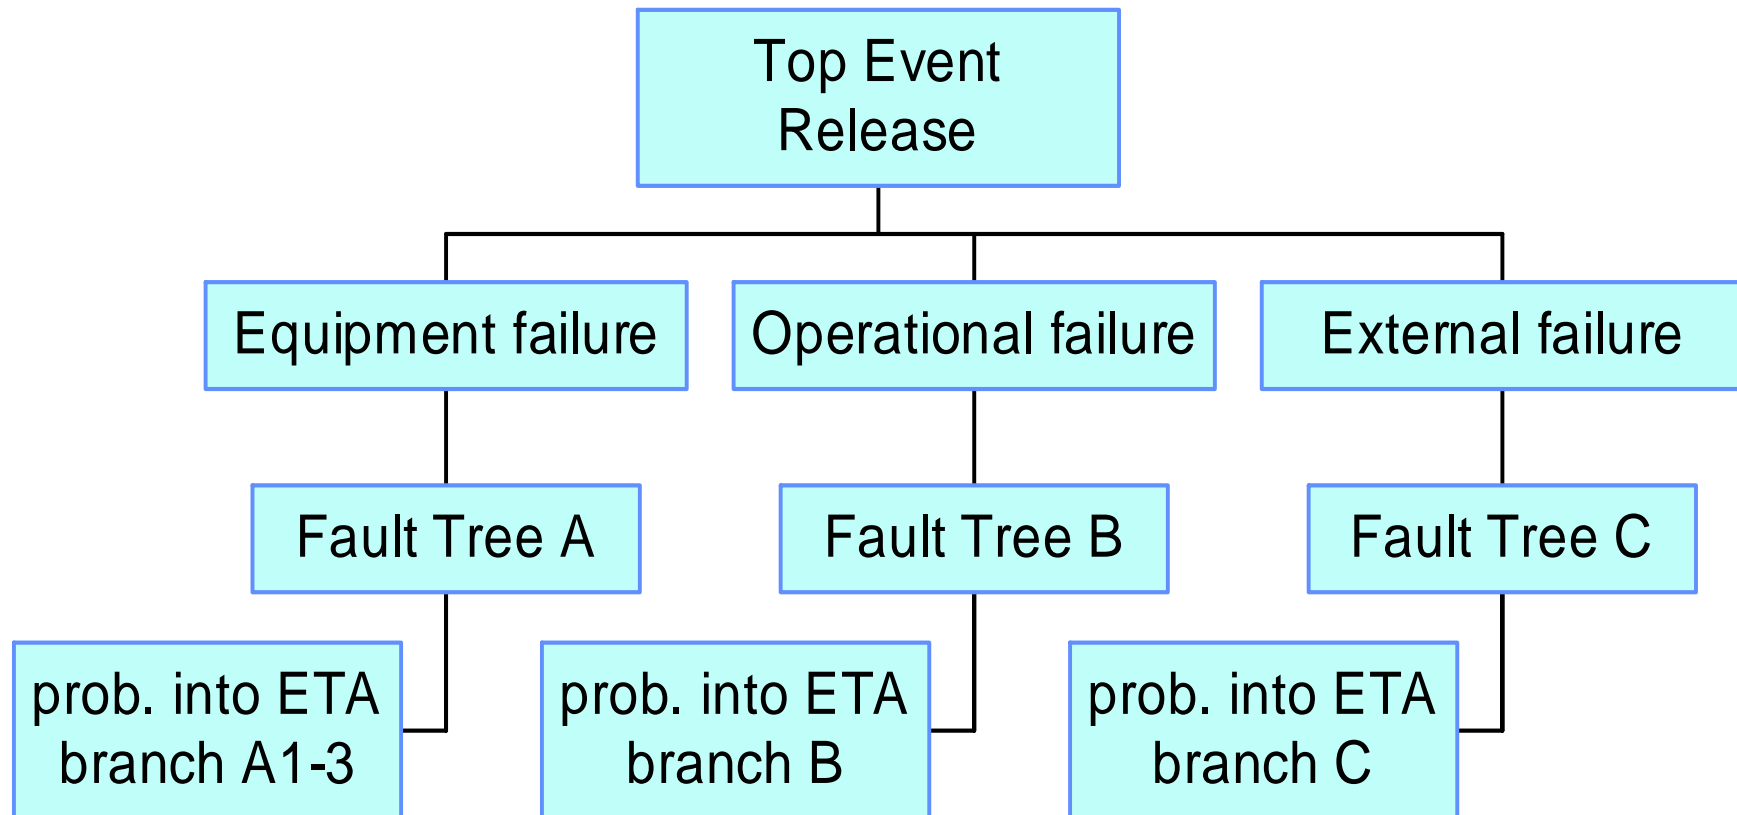 Top Event
Release
Equipment failure
Operational failure
External failure
Fault Tree A
Fault Tree B
Fault Tree C
prob. into ETA
branch A1-3
prob. into ETA
branch B
prob. into ETA
branch C